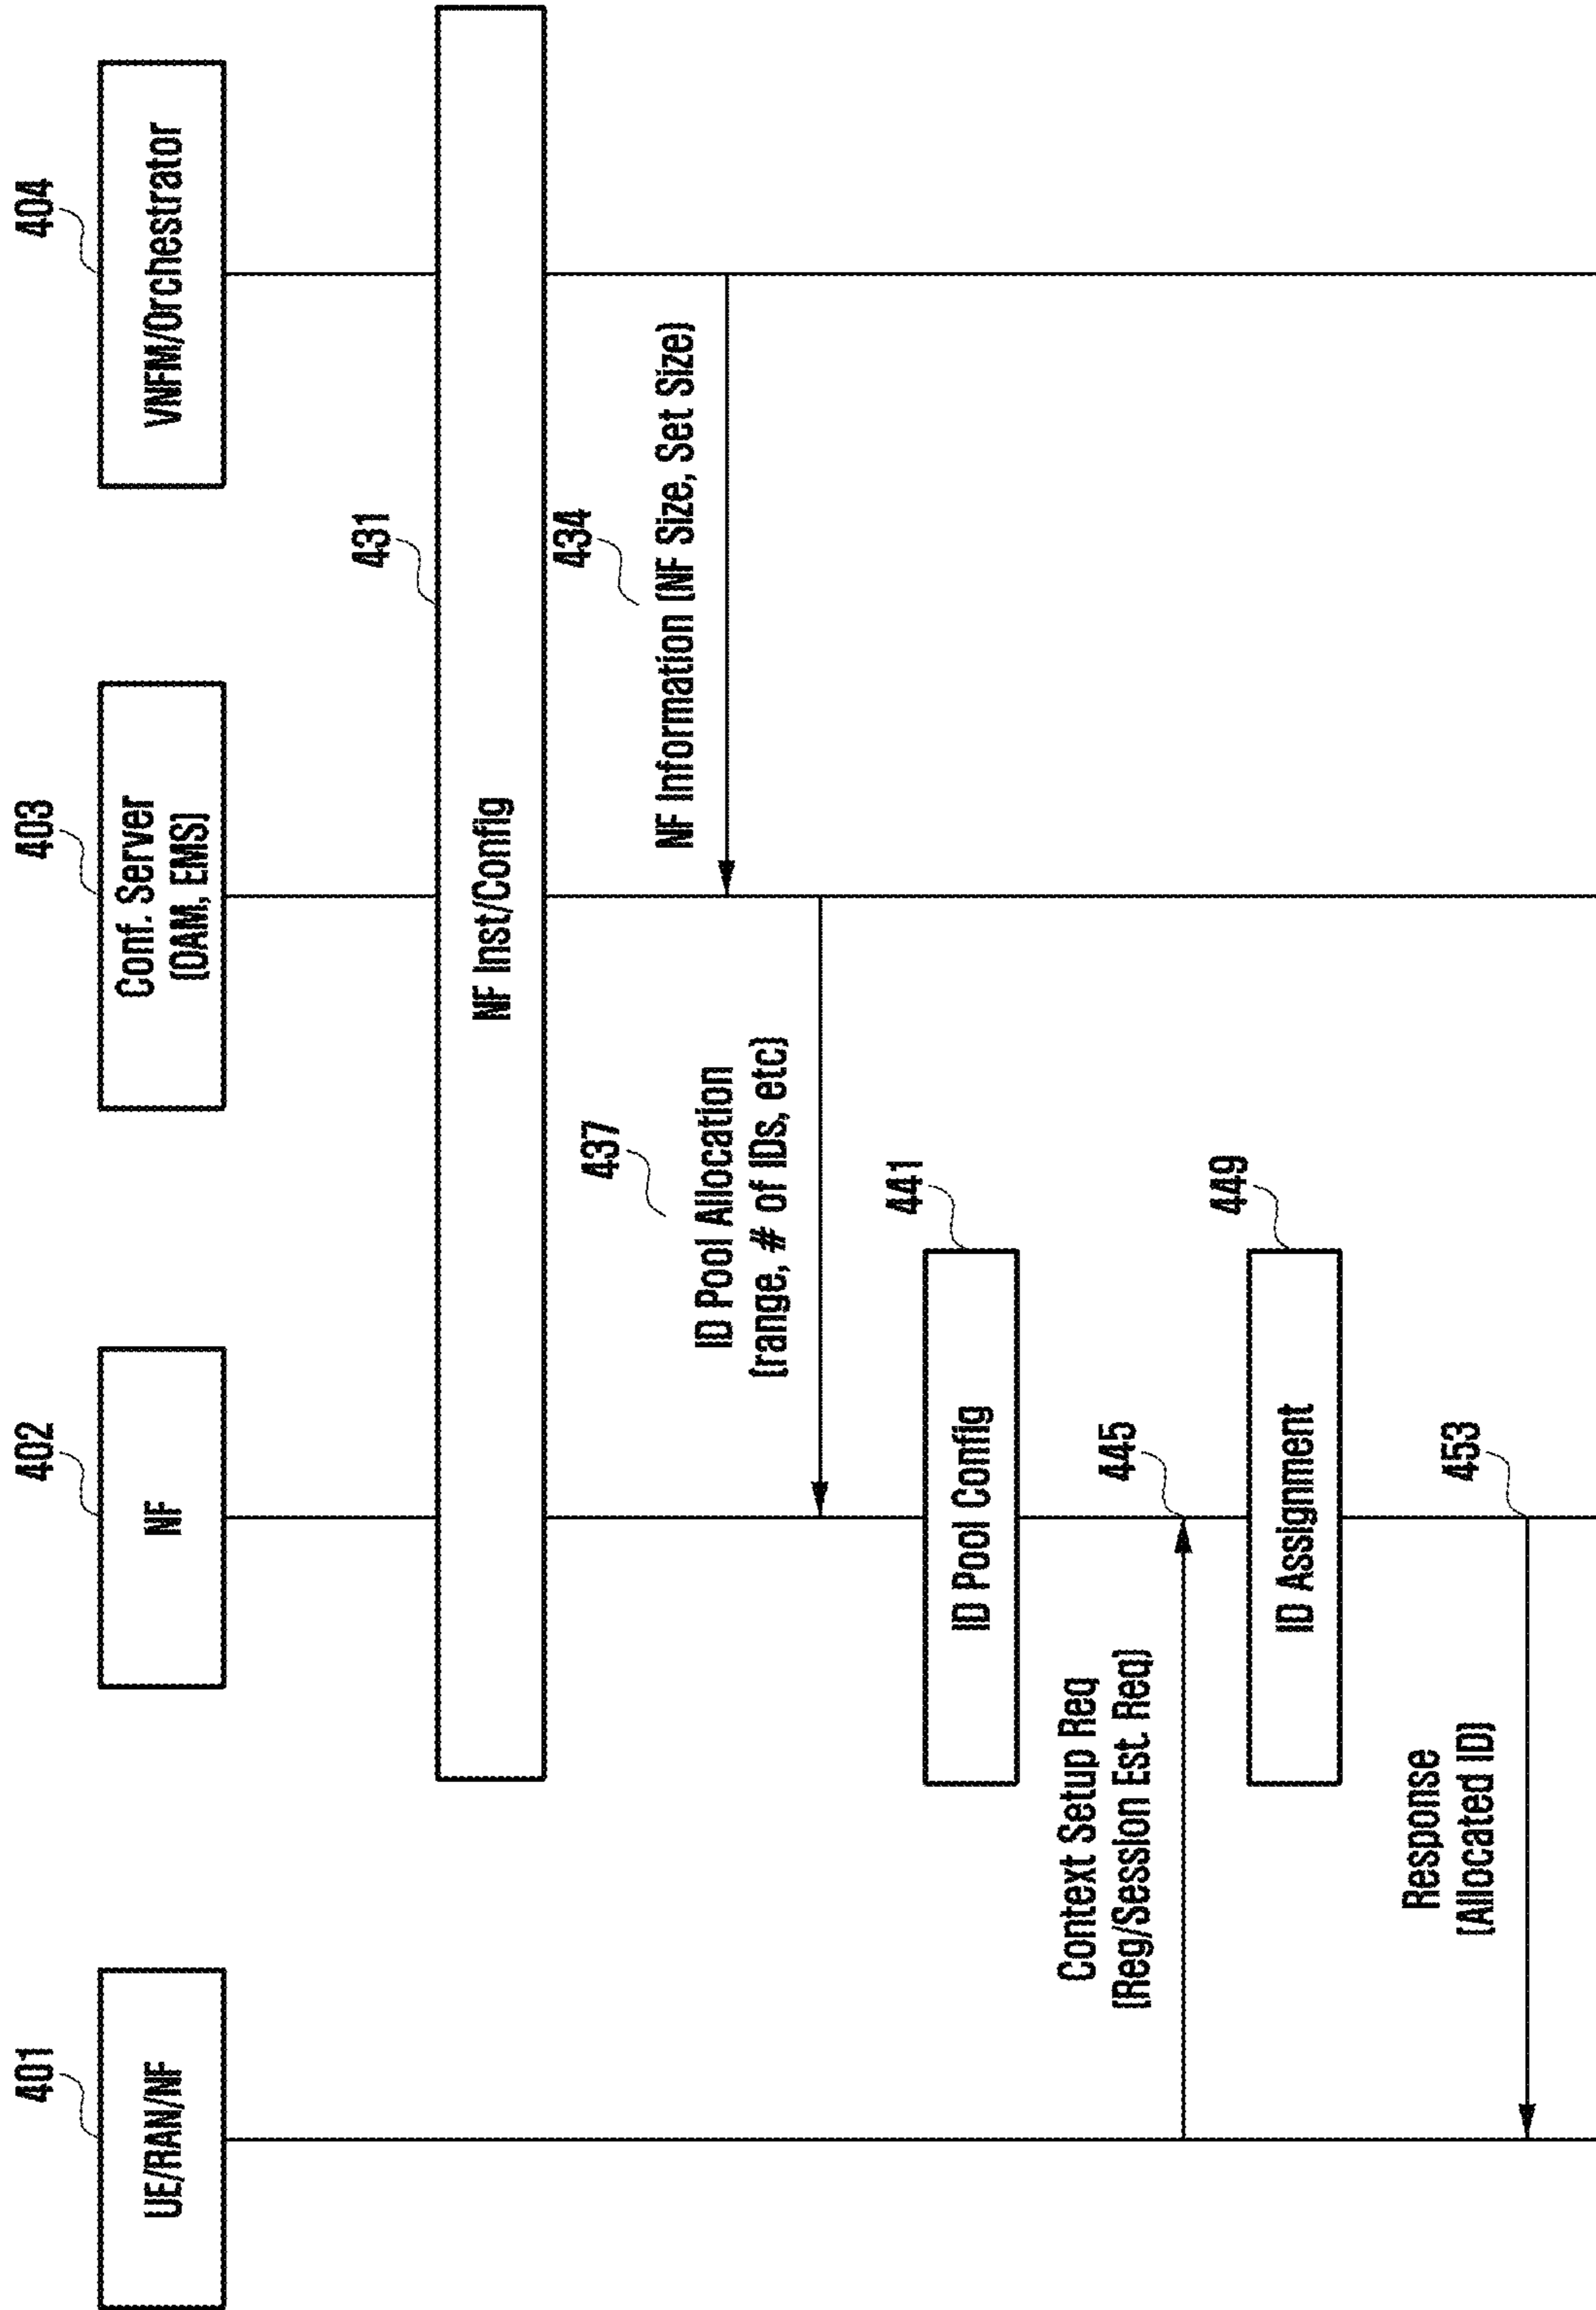 401
UE/RAN/NF
402
NF
403
Conf. Server
(OAM, EMS)
404
VNFM/Orchestrator
431
NF Inst/Config
434
NF Information (NF Size, Set Size)
437
ID Pool Allocation
(range, # of IDs, etc)
441
ID Pool Config
Context Setup Req
(Reg/Session Est. Req)
445
449
ID Assignment
Response
(Allocated ID)
453